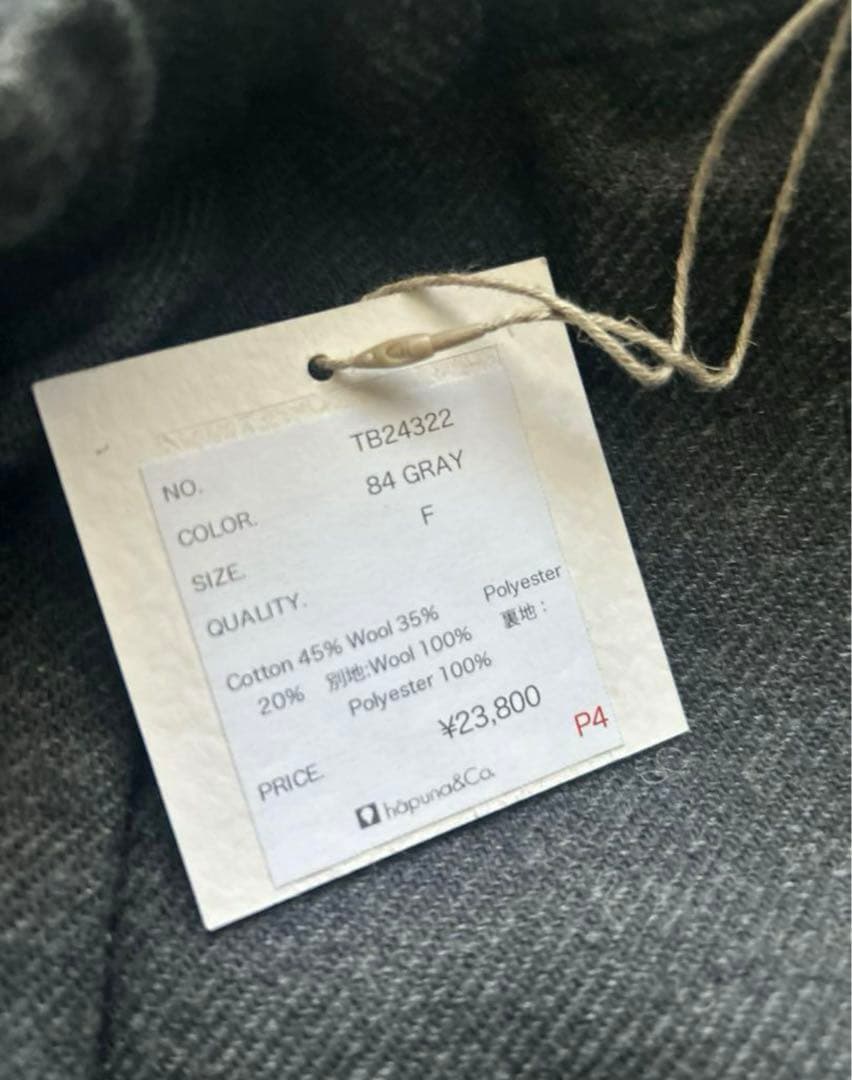 NO. TB24322
COLOR. 84 GRAY
SIZE. F
QUALITY.
Cotton 45% Wool 35% Polyester
20% 別地:Wool 100% 裏地:
Polyester 100%
PRICE. ¥23,800
P4
hāpuna&Co.